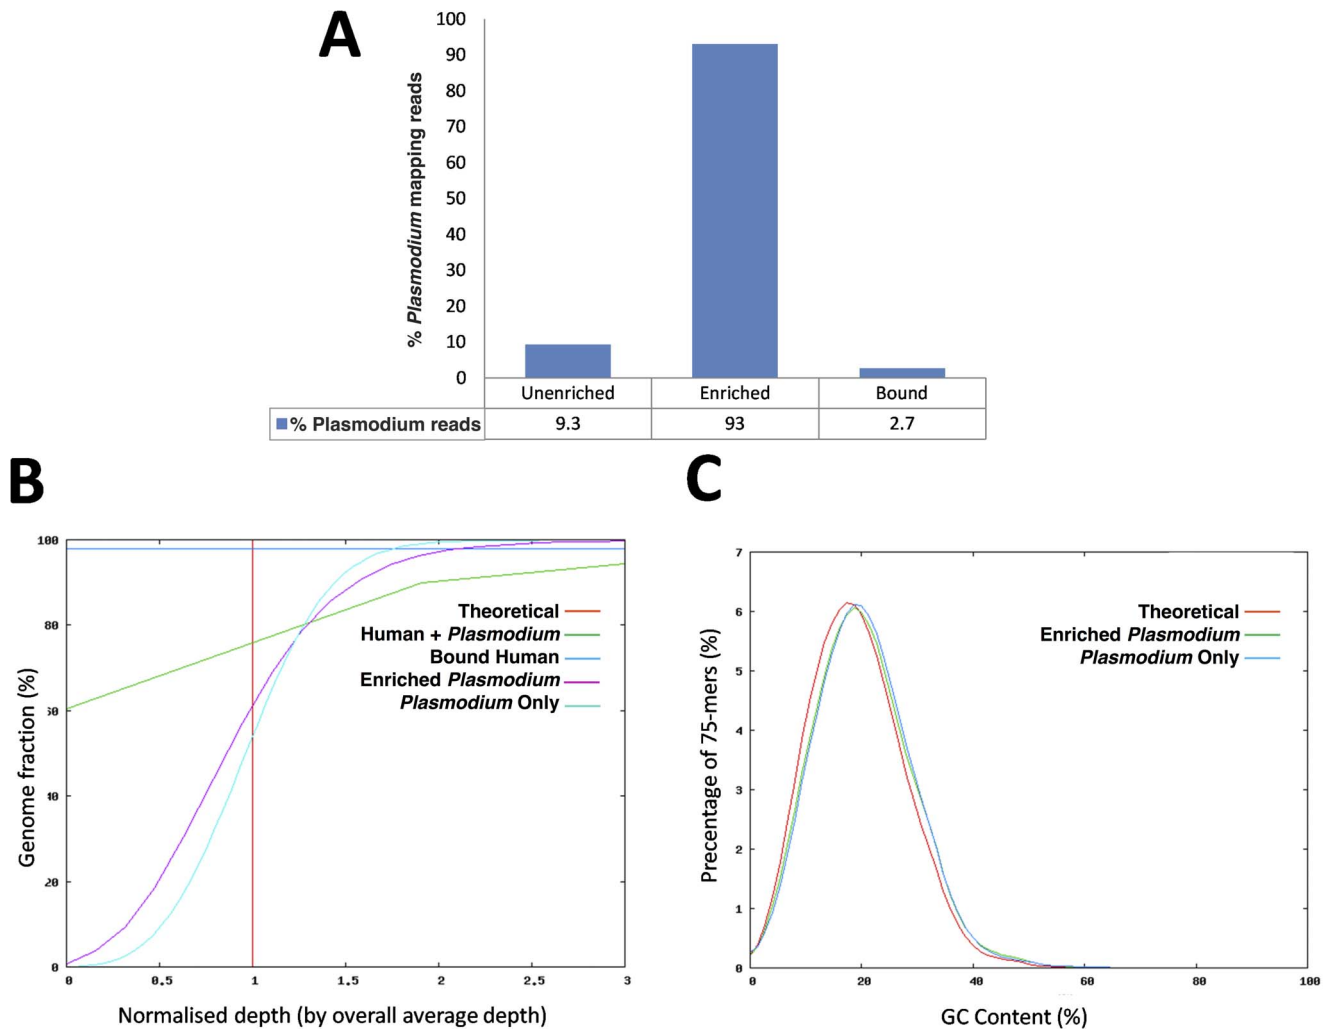 A
% Plasmodium mapping reads
100
90
80
70
60
50
40
30
20
10
0
Unenriched Enriched Bound
% Plasmodium reads 9.3 93 2.7
B
Genome fraction (%)
100
80
60
40
20
0
Theoretical
Human + Plasmodium
Bound Human
Enriched Plasmodium
Plasmodium Only
0 0.5 1 1.5 2 2.5 3
Normalised depth (by overall average depth)
C
Precentage of 75-mers (%)
7
6
5
4
3
2
1
0
Theoretical
Enriched Plasmodium
Plasmodium Only
0 20 40 60 80 100
GC Content (%)